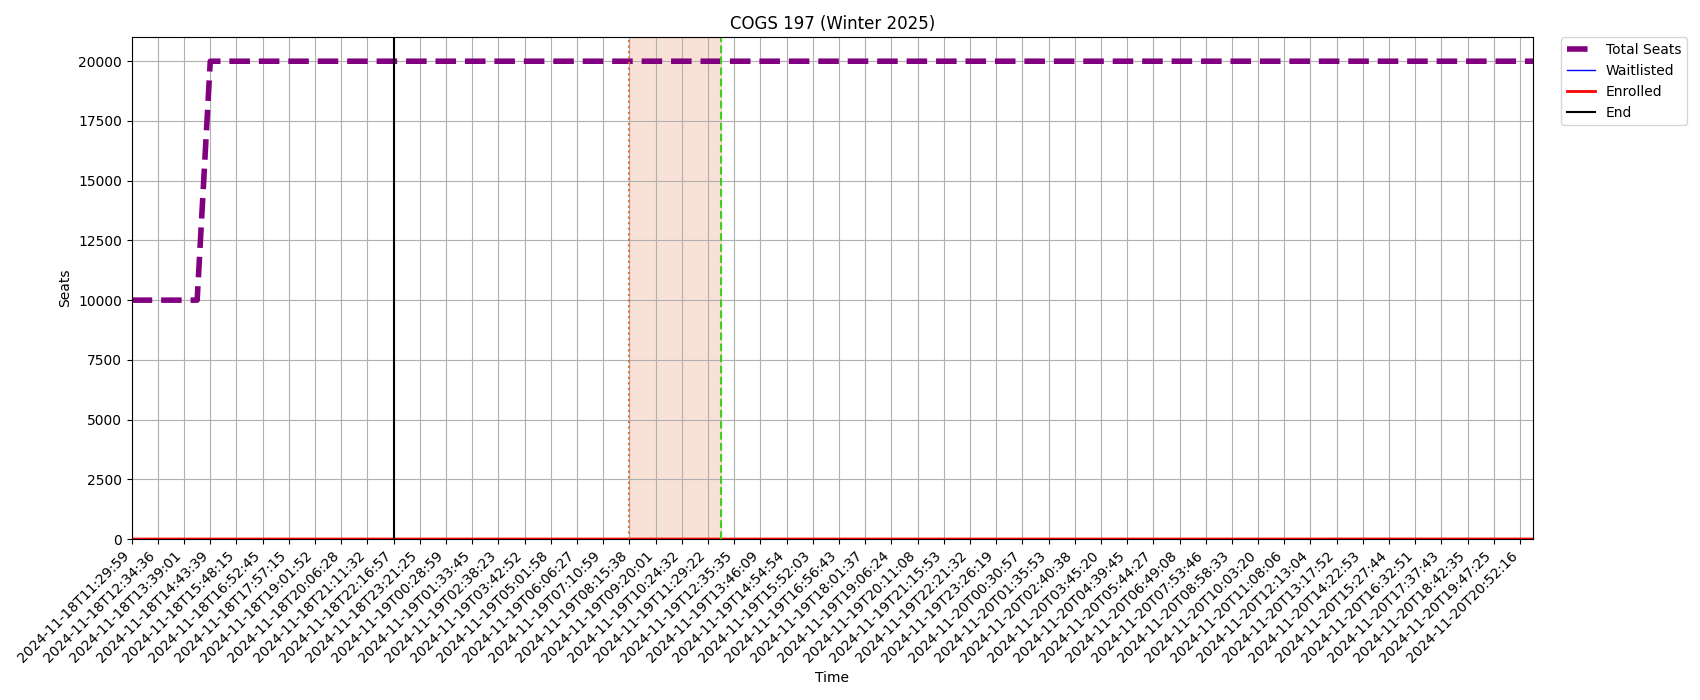 COGS 197 (Winter 2025)
Total Seats
Waitlisted
Enrolled
End
20000
17500
15000
12500
10000
7500
5000
2500
0
Seats
2024-11-18T11:29:59
2024-11-18T12:34:36
2024-11-18T13:39:01
2024-11-18T14:43:39
2024-11-18T15:48:15
2024-11-18T16:52:45
2024-11-18T17:57:15
2024-11-18T19:01:52
2024-11-18T20:06:28
2024-11-18T21:11:32
2024-11-18T22:16:57
2024-11-18T23:21:25
2024-11-19T00:28:59
2024-11-19T01:33:45
2024-11-19T02:38:23
2024-11-19T03:42:52
2024-11-19T05:01:58
2024-11-19T06:06:27
2024-11-19T07:10:59
2024-11-19T08:15:38
2024-11-19T09:20:01
2024-11-19T10:24:32
2024-11-19T11:29:22
2024-11-19T12:35:35
2024-11-19T13:46:09
2024-11-19T14:54:54
2024-11-19T15:52:03
2024-11-19T16:56:43
2024-11-19T18:01:37
2024-11-19T19:06:24
2024-11-19T20:11:08
2024-11-19T21:15:53
2024-11-19T22:21:32
2024-11-19T23:26:19
2024-11-20T00:30:57
2024-11-20T01:35:53
2024-11-20T02:40:38
2024-11-20T03:45:20
2024-11-20T04:39:45
2024-11-20T05:44:27
2024-11-20T06:49:08
2024-11-20T07:53:46
2024-11-20T08:58:33
2024-11-20T10:03:20
2024-11-20T11:08:06
2024-11-20T12:13:04
2024-11-20T13:17:52
2024-11-20T14:22:53
2024-11-20T15:27:44
2024-11-20T16:32:51
2024-11-20T17:37:43
2024-11-20T18:42:35
2024-11-20T19:47:25
2024-11-20T20:52:16
Time